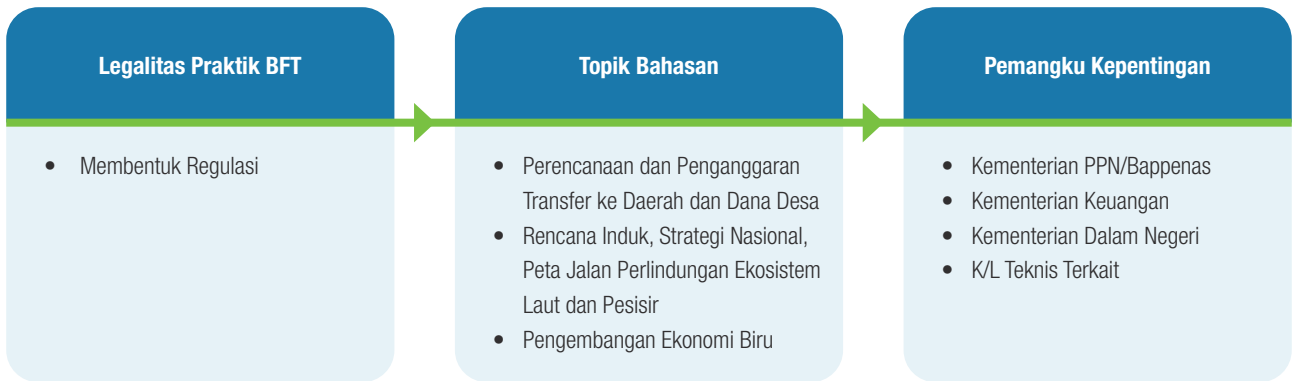 Legalitas Praktik BFT
• Membentuk Regulasi
Topik Bahasan
• Perencanaan dan Penganggaran
Transfer ke Daerah dan Dana Desa
• Rencana Induk, Strategi Nasional,
Peta Jalan Perlindungan Ekosistem
Laut dan Pesisir
• Pengembangan Ekonomi Biru
Pemangku Kepentingan
• Kementerian PPN/Bappenas
• Kementerian Keuangan
• Kementerian Dalam Negeri
• K/L Teknis Terkait